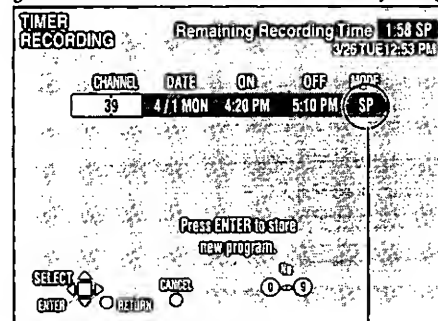 TIMER
RECORDING
Remaining Recording Time 1:58 SP
3/25 TUE 12:53 PM
CHANNEL DATE ON OFF MODE
39 4/1 MON 4:20 PM 5:10 PM SP
Press ENTER to store
new program.
SELECT
ENTER RETURN CANCEL 0-9